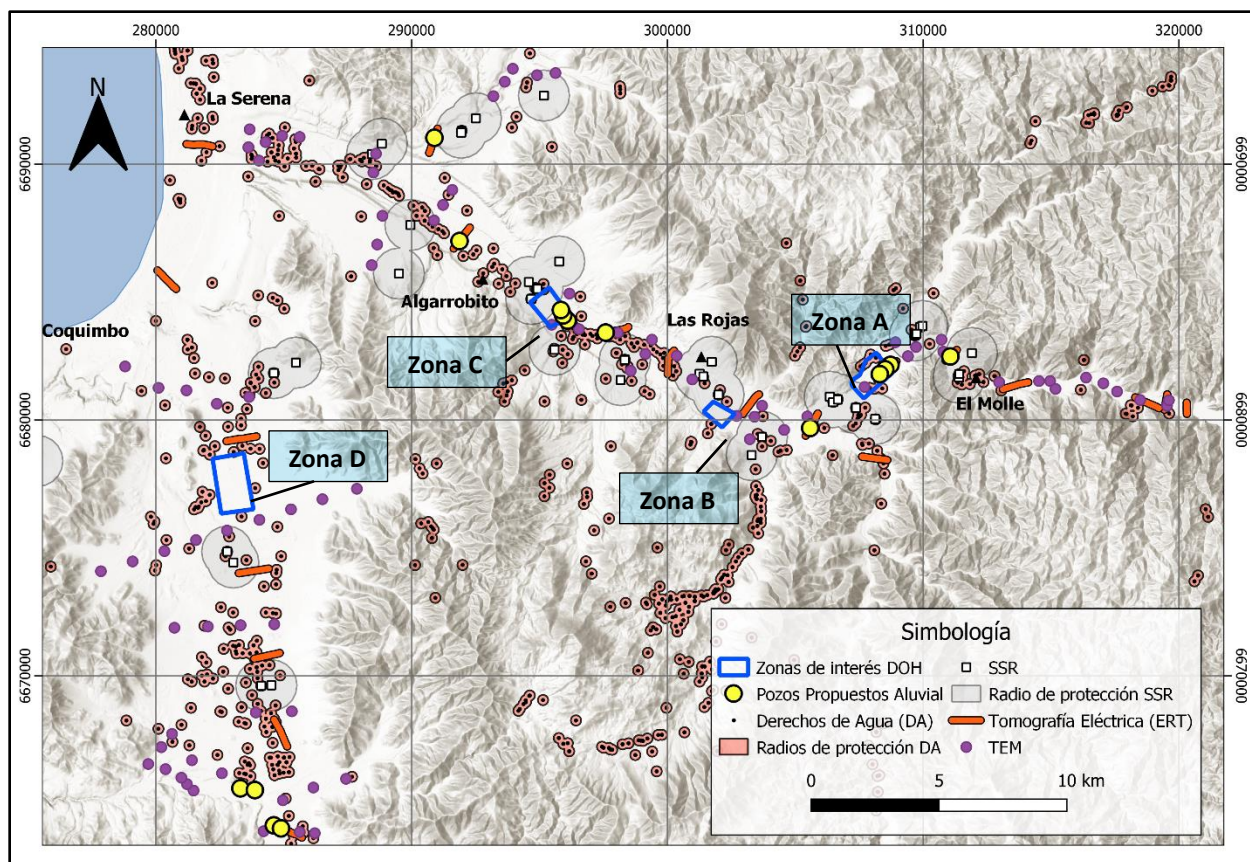 280000
290000
300000
310000
320000
N
La Serena
6690000
6690000
Algarrobito
Las Rojas
Zona A
Coquimbo
Zona C
El Molle
6680000
6680000
Zona D
Zona B
Simbología
Zonas de interés DOH
SSR
Pozos Propuestos Aluvial
Radio de protección SSR
Derechos de Agua (DA)
Tomografía Eléctrica (ERT)
Radios de protección DA
TEM
0
5
10 km
6670000
6670000